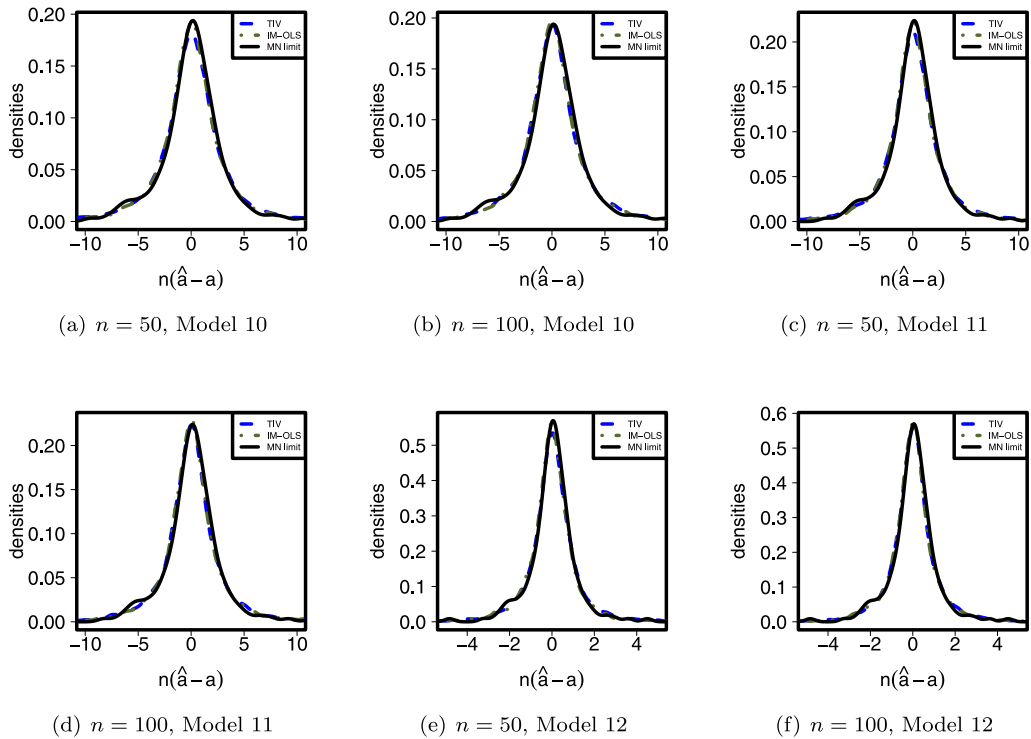 0.20
0.15
0.10
0.05
0.00
densities
TIV
IM-OLS
MN limit
−10 −5 0 5 10
n(â − a)
(a) n = 50, Model 10
0.20
0.15
0.10
0.05
0.00
densities
TIV
IM-OLS
MN limit
−10 −5 0 5 10
n(â − a)
(b) n = 100, Model 10
0.20
0.15
0.10
0.05
0.00
densities
TIV
IM-OLS
MN limit
−10 −5 0 5 10
n(â − a)
(c) n = 50, Model 11
0.20
0.15
0.10
0.05
0.00
densities
TIV
IM-OLS
MN limit
−10 −5 0 5 10
n(â − a)
(d) n = 100, Model 11
0.5
0.4
0.3
0.2
0.1
0.0
densities
TIV
IM-OLS
MN limit
−4 −2 0 2 4
n(â − a)
(e) n = 50, Model 12
0.6
0.5
0.4
0.3
0.2
0.1
0.0
densities
TIV
IM-OLS
MN limit
−4 −2 0 2 4
n(â − a)
(f) n = 100, Model 12